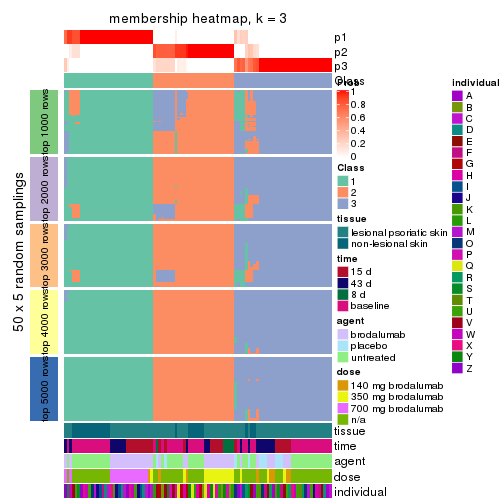 membership heatmap, k = 3
p1
p2
p3
Class
50 x 5 random samplings
top 1000 rows
top 2000 rows
top 3000 rows
top 4000 rows
top 5000 rows
tissue
time
agent
dose
individual
Prob
1
0.8
0.6
0.4
0.2
0
Class
1
2
3
tissue
lesional psoriatic skin
non-lesional skin
time
15 d
43 d
8 d
baseline
agent
brodalumab
placebo
untreated
dose
140 mg brodalumab
350 mg brodalumab
700 mg brodalumab
n/a
individual
A
B
C
D
E
F
G
H
I
J
K
L
M
O
P
Q
R
S
T
U
V
W
X
Y
Z